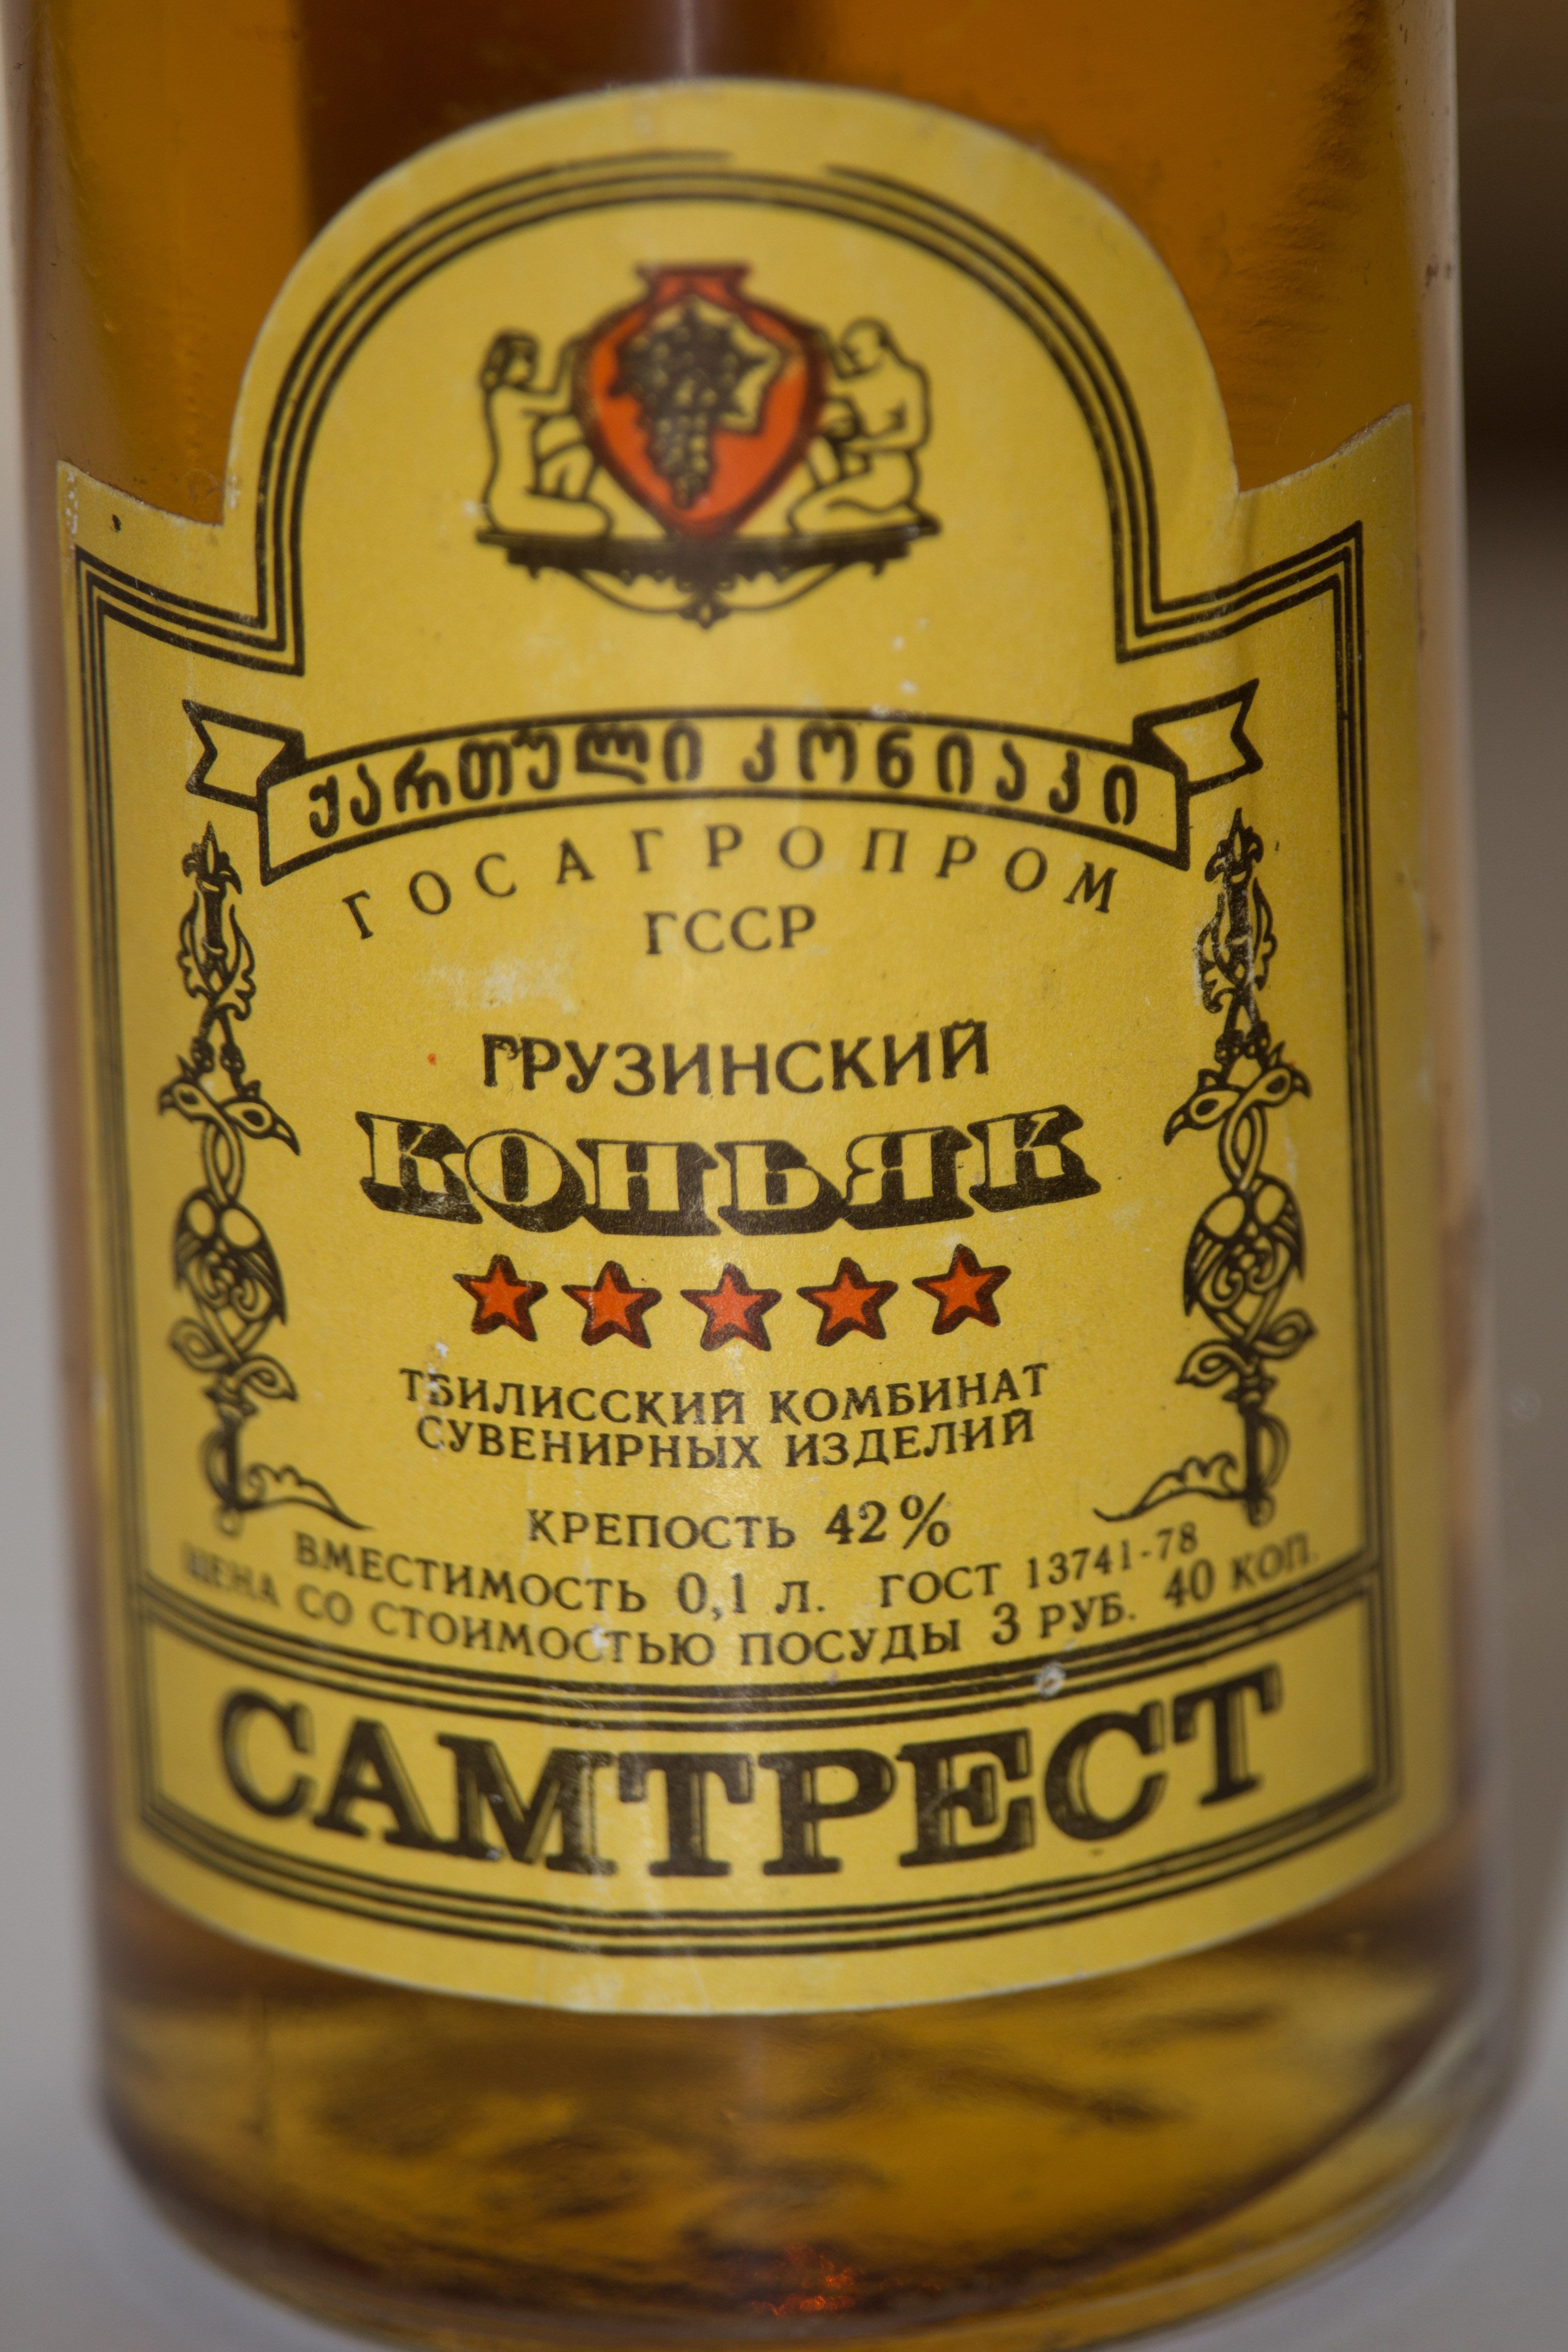 ქართული კონიაკი
ГОСАГРОПРОМ
ГССР
ГРУЗИНСКИЙ
КОНЬЯК
ТБИЛИССКИЙ КОМБИНАТ
СУВЕНИРНЫХ ИЗДЕЛИЙ
КРЕПОСТЬ 42%
ВМЕСТИМОСТЬ 0,1 л. ГОСТ 13741-78
ЦЕНА СО СТОИМОСТЬЮ ПОСУДЫ 3 РУБ. 40 КОП.
САМТРЕСТ